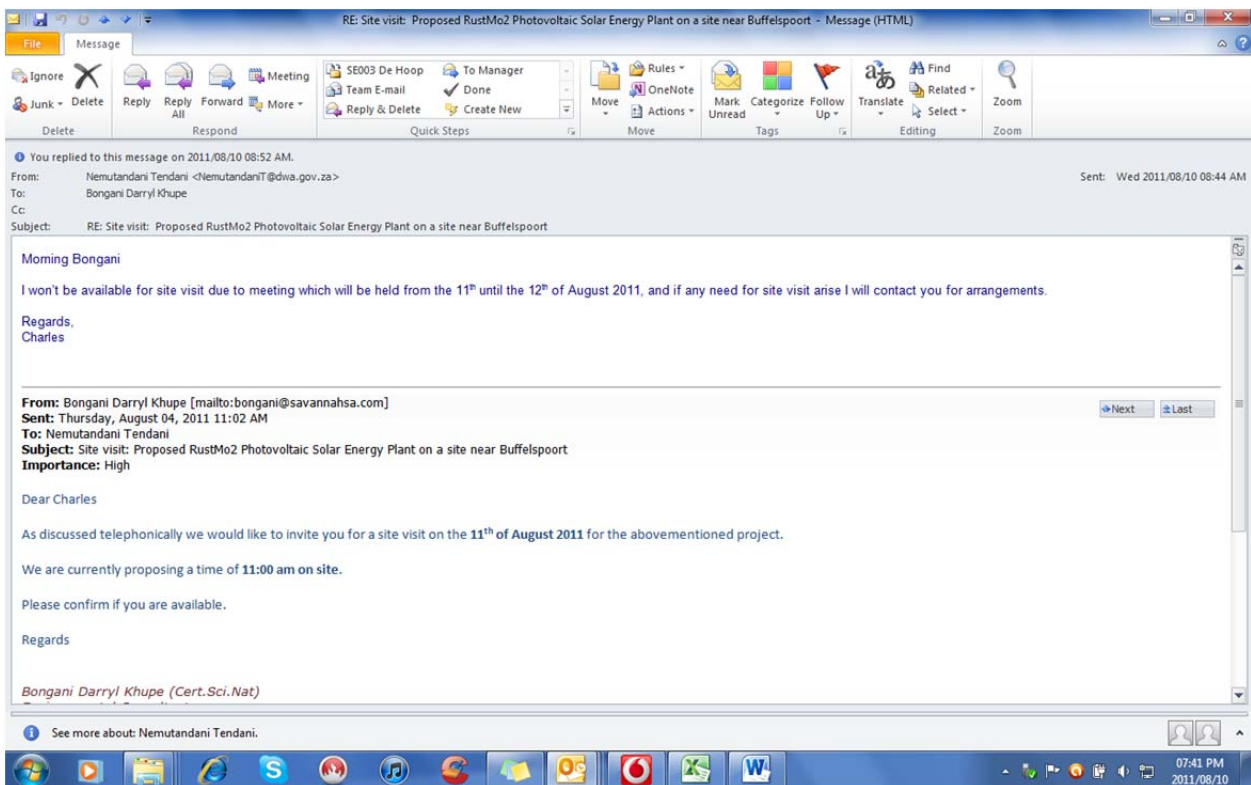 RE: Site visit: Proposed RustMo2 Photovoltaic Solar Energy Plant on a site near Buffelspoort - Message (HTML)
File Message
Ignore
Junk
Delete
Reply
Reply All
Forward
Meeting
More
SE003 De Hoop
Team E-mail
Reply & Delete
To Manager
Done
Create New
Move
Rules
OneNote
Actions
Mark Unread
Categorize
Follow Up
Translate
Find
Related
Select
Zoom
Delete Respond Quick Steps Move Tags Editing Zoom
You replied to this message on 2011/08/10 08:52 AM.
From: Nemutandani Tendani <NemutandaniT@dwa.gov.za> Sent: Wed 2011/08/10 08:44 AM
To: Bongani Darryl Khupe
Cc:
Subject: RE: Site visit: Proposed RustMo2 Photovoltaic Solar Energy Plant on a site near Buffelspoort
Morning Bongani
I won't be available for site visit due to meeting which will be held from the 11th until the 12th of August 2011, and if any need for site visit arise I will contact you for arrangements.
Regards,
Charles
From: Bongani Darryl Khupe [mailto:bongani@savannahsa.com]
Next Last
Sent: Thursday, August 04, 2011 11:02 AM
To: Nemutandani Tendani
Subject: Site visit: Proposed RustMo2 Photovoltaic Solar Energy Plant on a site near Buffelspoort
Importance: High
Dear Charles
As discussed telephonically we would like to invite you for a site visit on the 11th of August 2011 for the abovementioned project.
We are currently proposing a time of 11:00 am on site.
Please confirm if you are available.
Regards
Bongani Darryl Khupe (Cert.Sci.Nat)
See more about: Nemutandani Tendani.
07:41 PM
2011/08/10